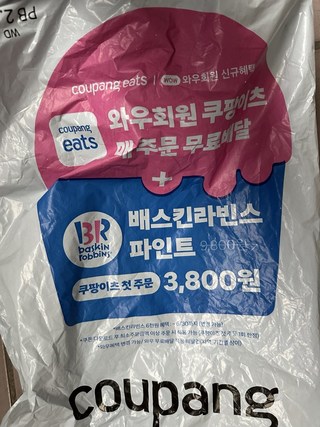 WD
PB 2
coupang eats | WOW 와우회원 신규혜택
coupang
eats
와우회원 쿠팡이츠
매 주문 무료배달
+
BR
baskin
robbins
배스킨라빈스
파인트 9,800원
쿠팡이츠 첫 주문 3,800원
coupang